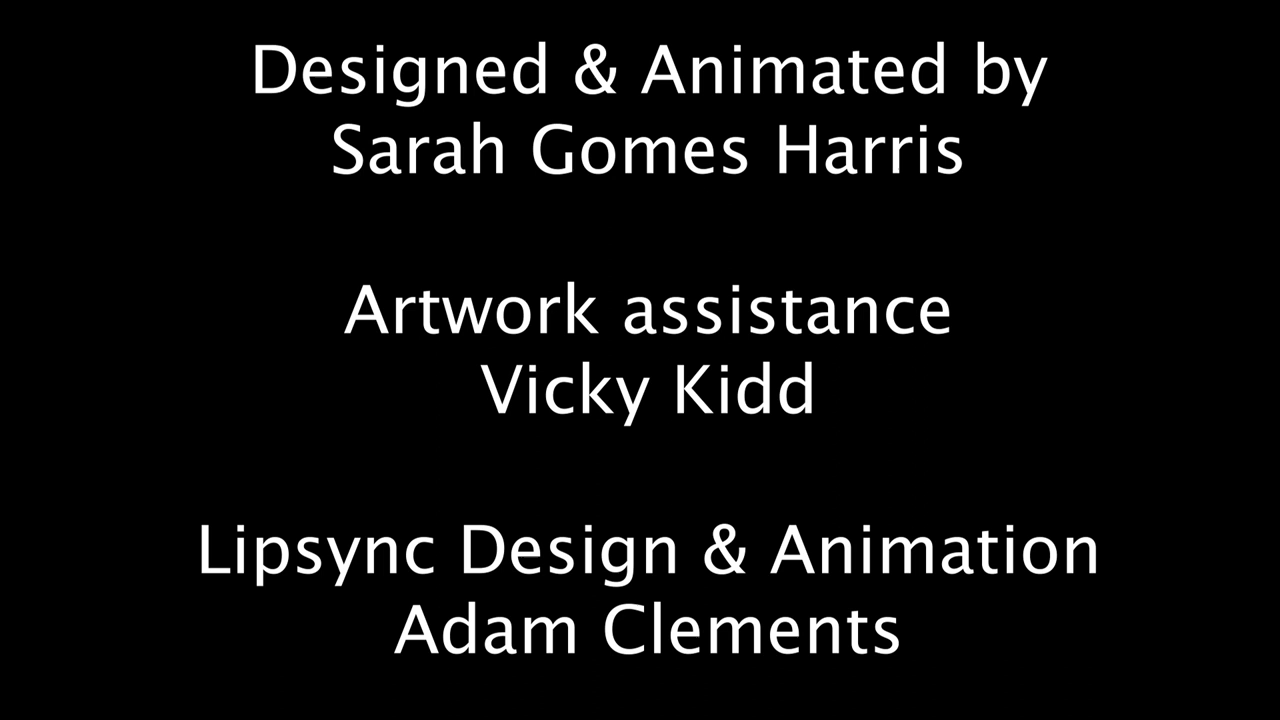 Designed & Animated by
Sarah Gomes Harris
Artwork assistance
Vicky Kidd
Lipsync Design & Animation
Adam Clements